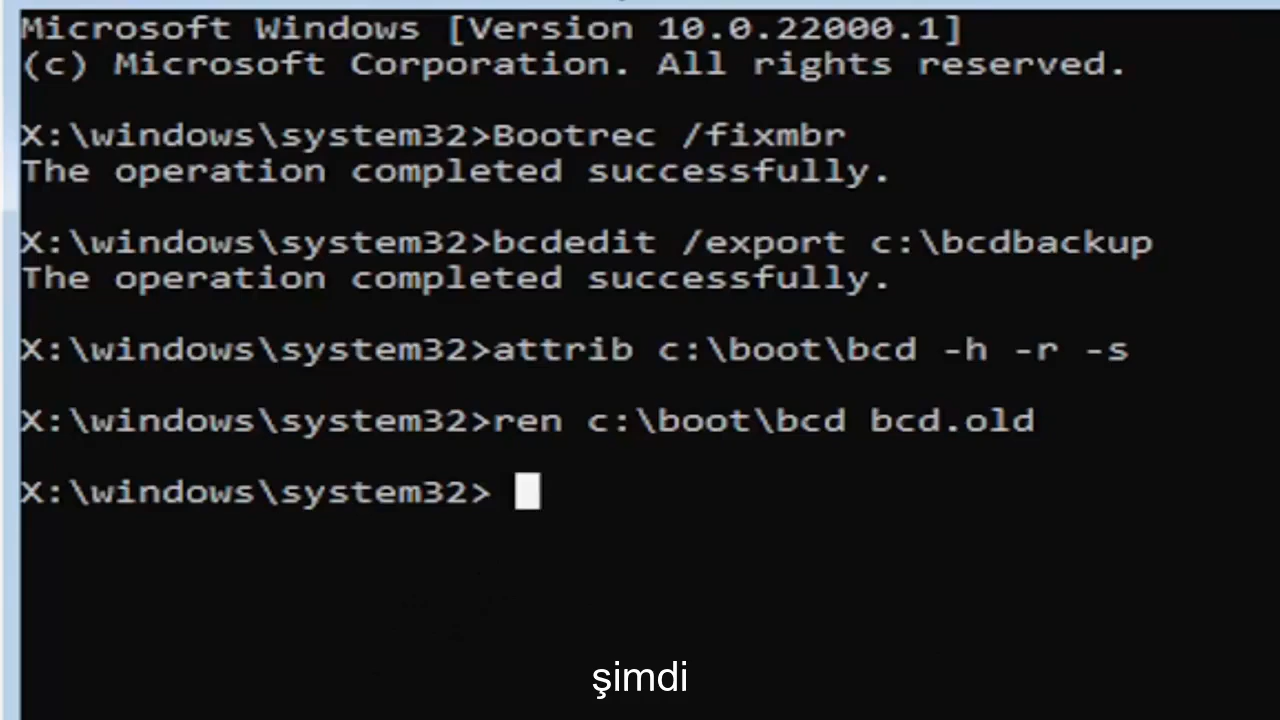 Microsoft Windows [Version 10.0.22000.1]
(c) Microsoft Corporation. All rights reserved.
X:\windows\system32>Bootrec /fixmbr
The operation completed successfully.
X:\windows\system32>bcdedit /export c:\bcdbackup
The operation completed successfully.
X:\windows\system32>attrib c:\boot\bcd -h -r -s
X:\windows\system32>ren c:\boot\bcd bcd.old
X:\windows\system32>
şimdi